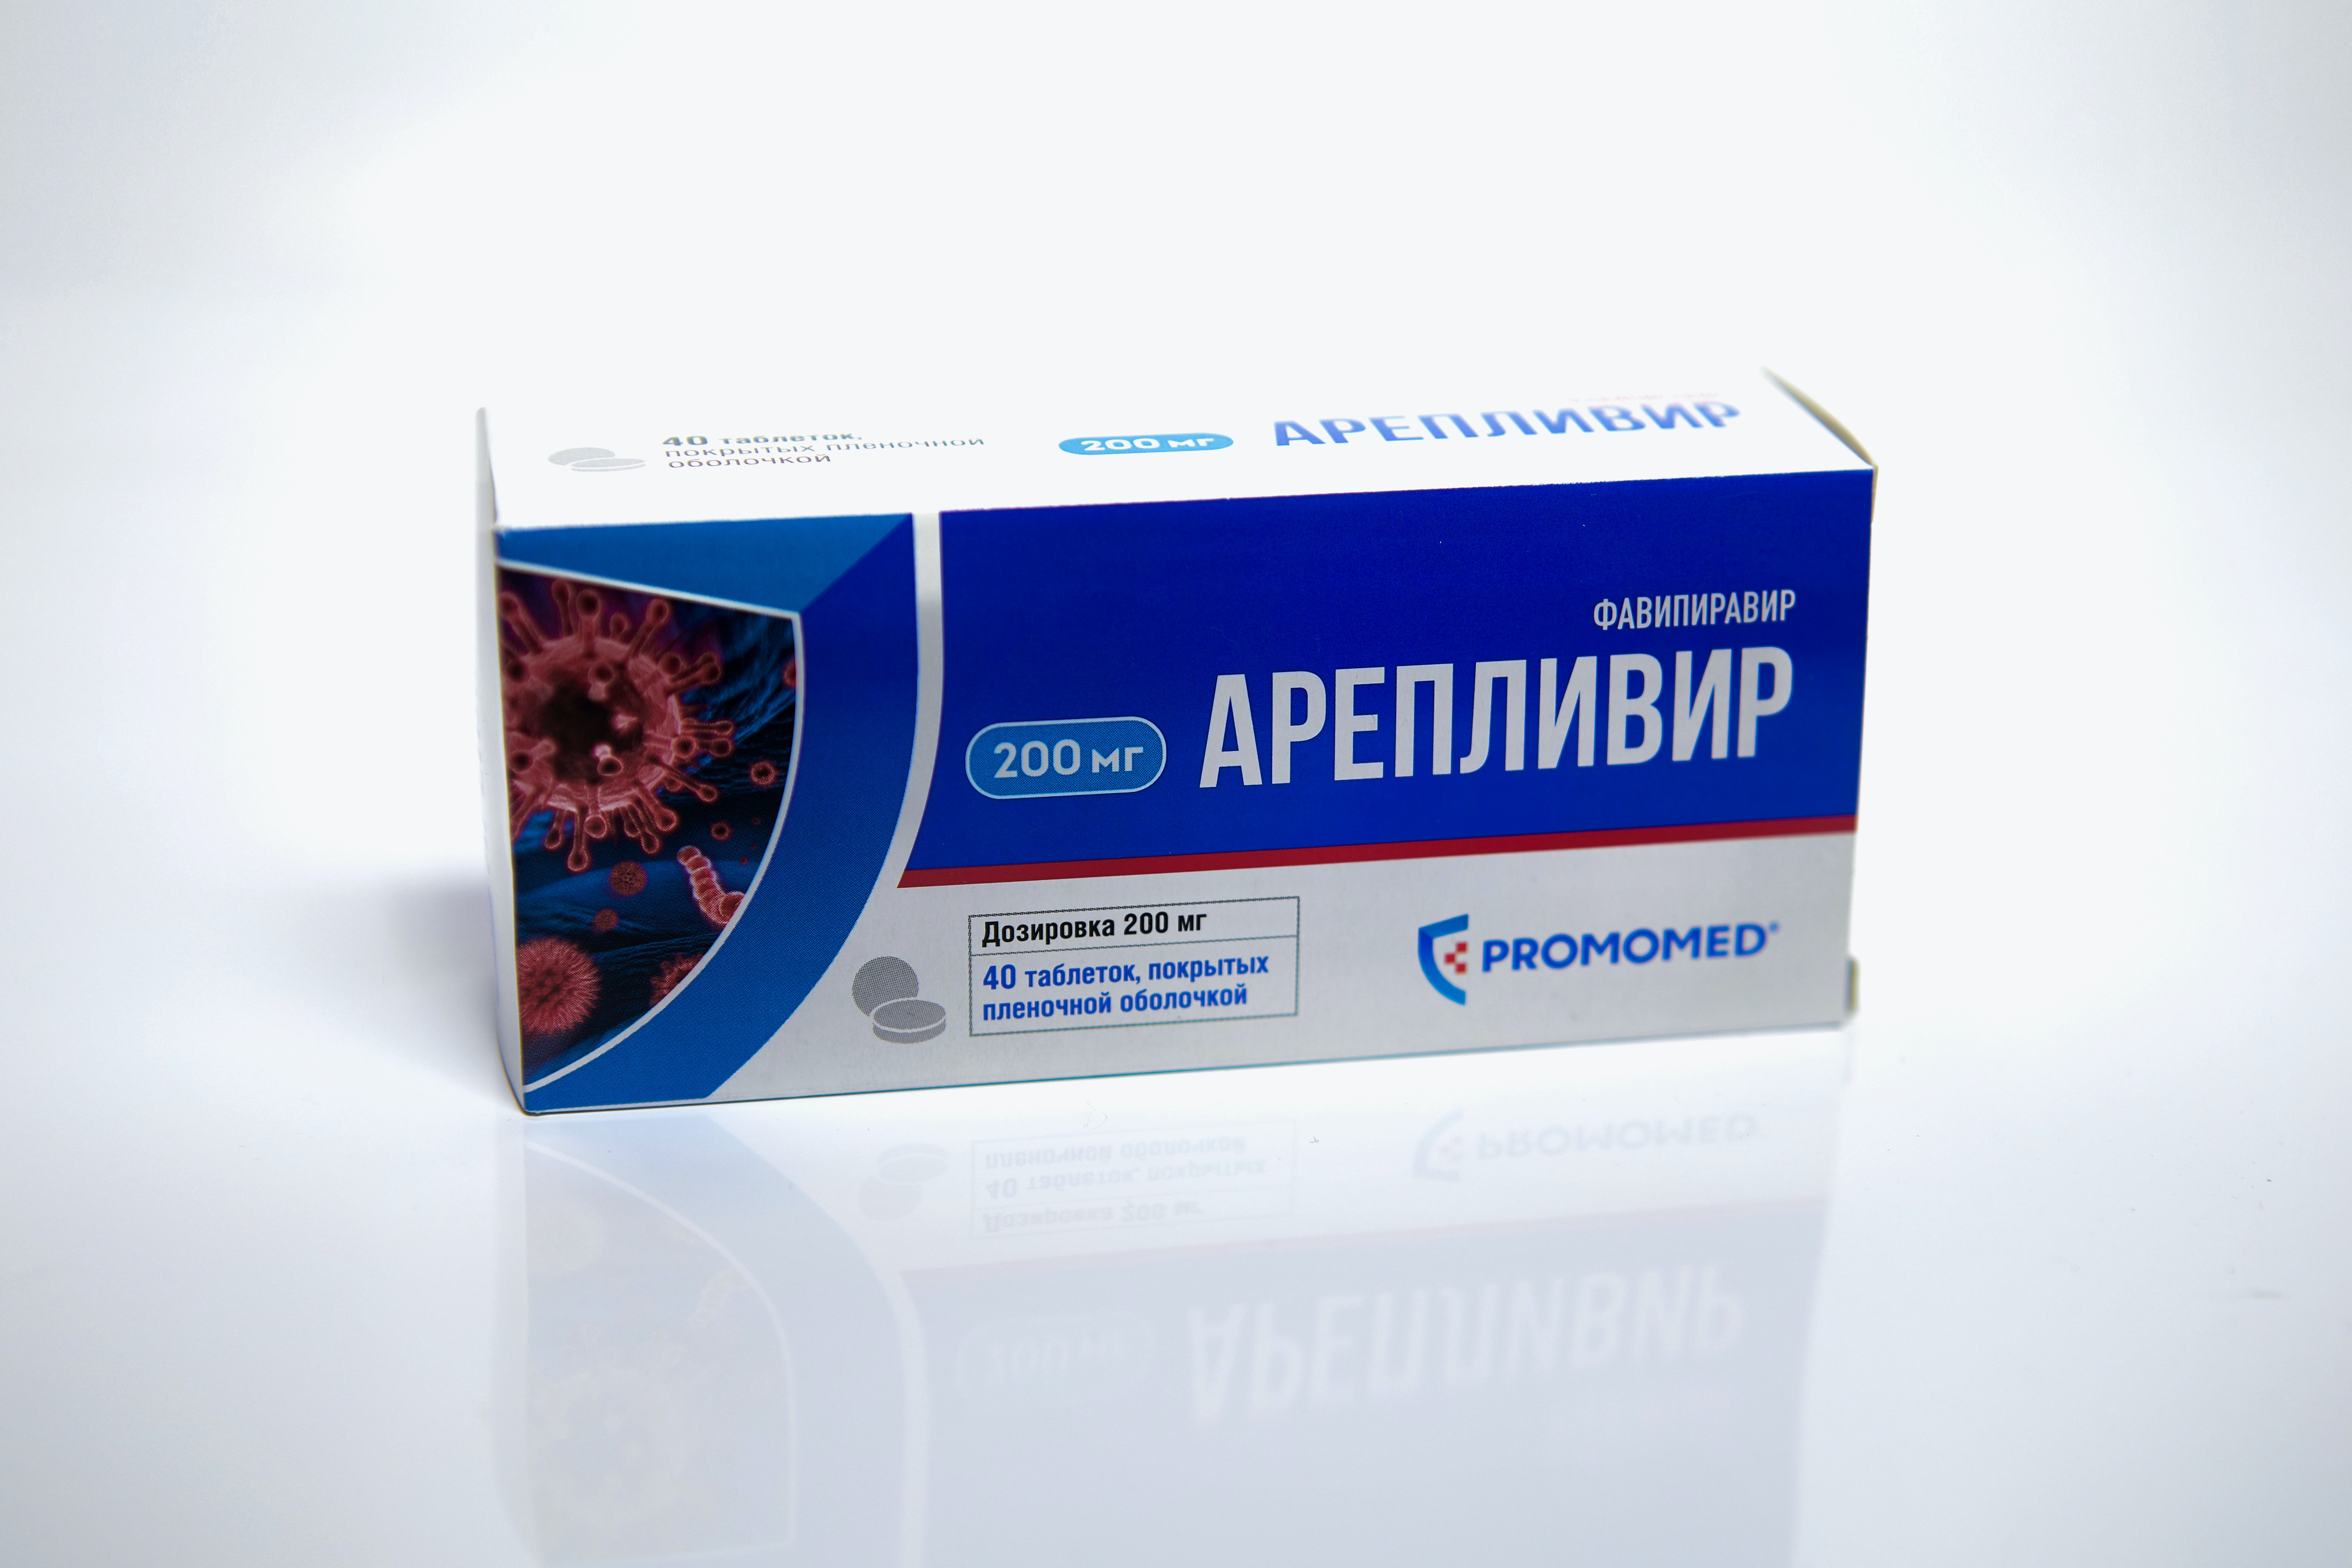 40 таблеток,
покрытых пленочной
оболочкой
200 мг
АРЕПЛИВИР
ФАВИПИРАВИР
200 мг
АРЕПЛИВИР
Дозировка 200 мг
40 таблеток, покрытых
пленочной оболочкой
PROMOMED®